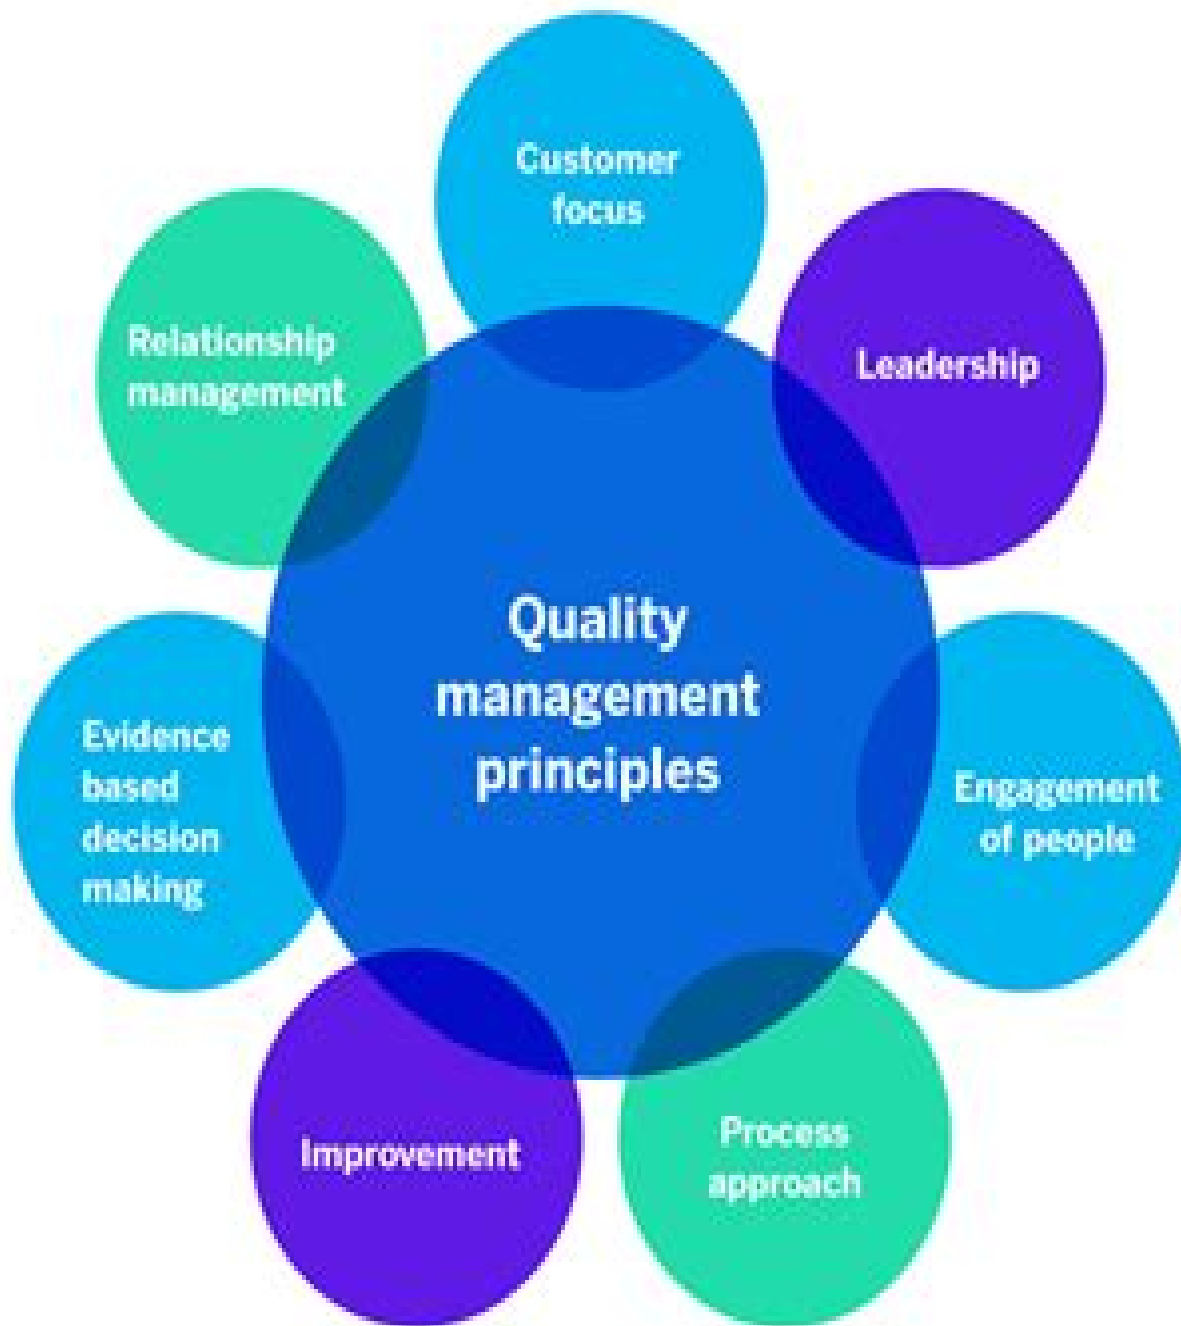 Customer
focus
Leadership
Engagement
of people
Process
approach
Improvement
Evidence
based
decision
making
Relationship
management
Quality
management
principles